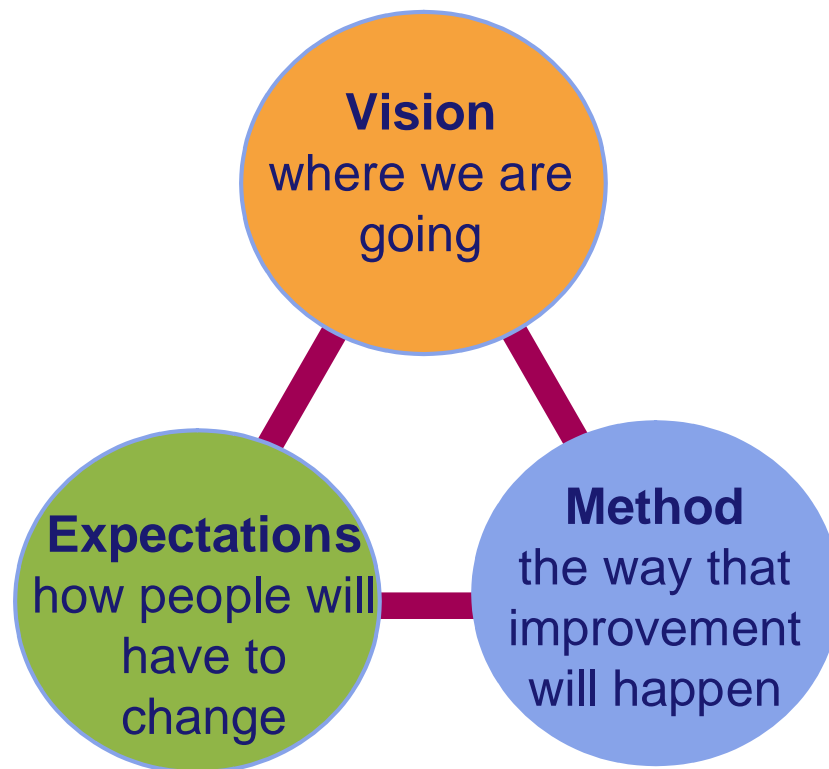 Vision
where we are
going
Expectations
how people will
have to
change
Method
the way that
improvement
will happen